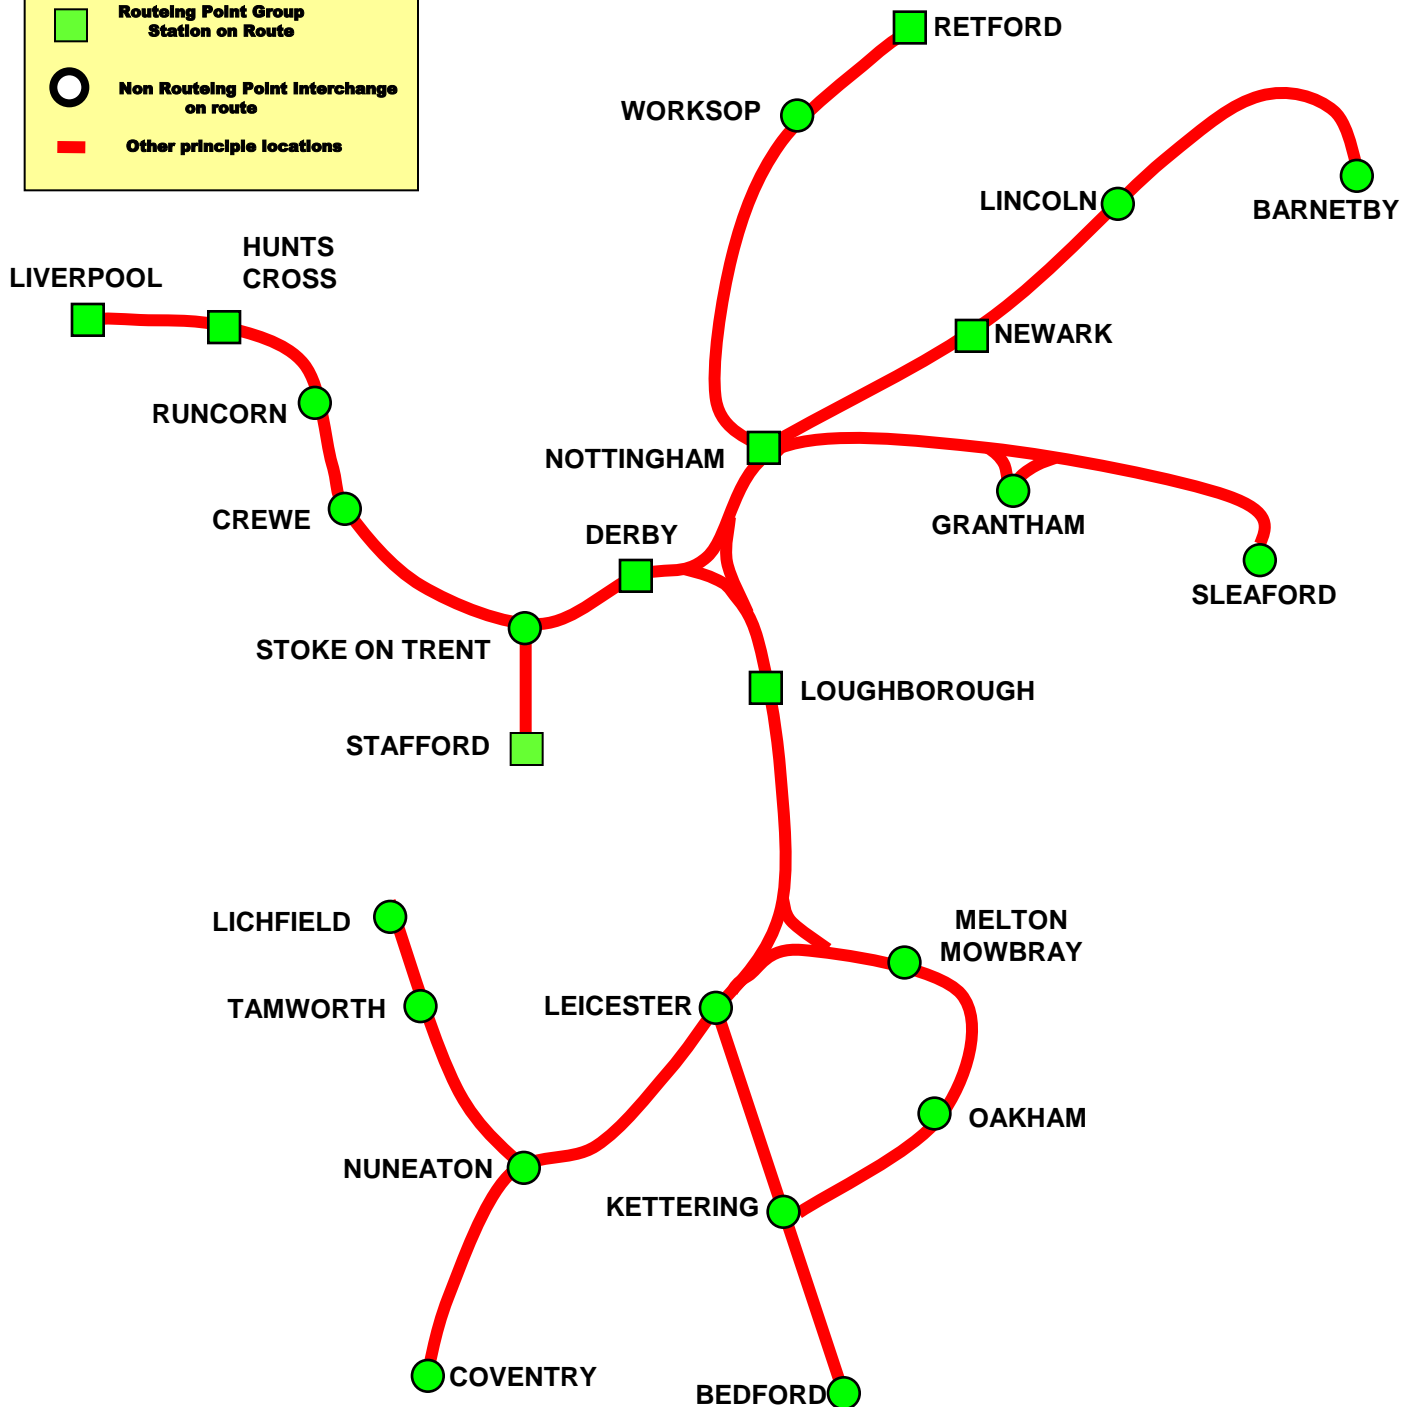 Routeing Point Group
Station on Route
Non Routeing Point Interchange
on route
Other principle locations
RETFORD
WORKSOP
LINCOLN
BARNETBY
HUNTS
CROSS
LIVERPOOL
NEWARK
RUNCORN
NOTTINGHAM
CREWE
GRANTHAM
DERBY
SLEAFORD
STOKE ON TRENT
LOUGHBOROUGH
STAFFORD
LICHFIELD
MELTON
MOWBRAY
TAMWORTH
LEICESTER
OAKHAM
NUNEATON
KETTERING
COVENTRY
BEDFORD